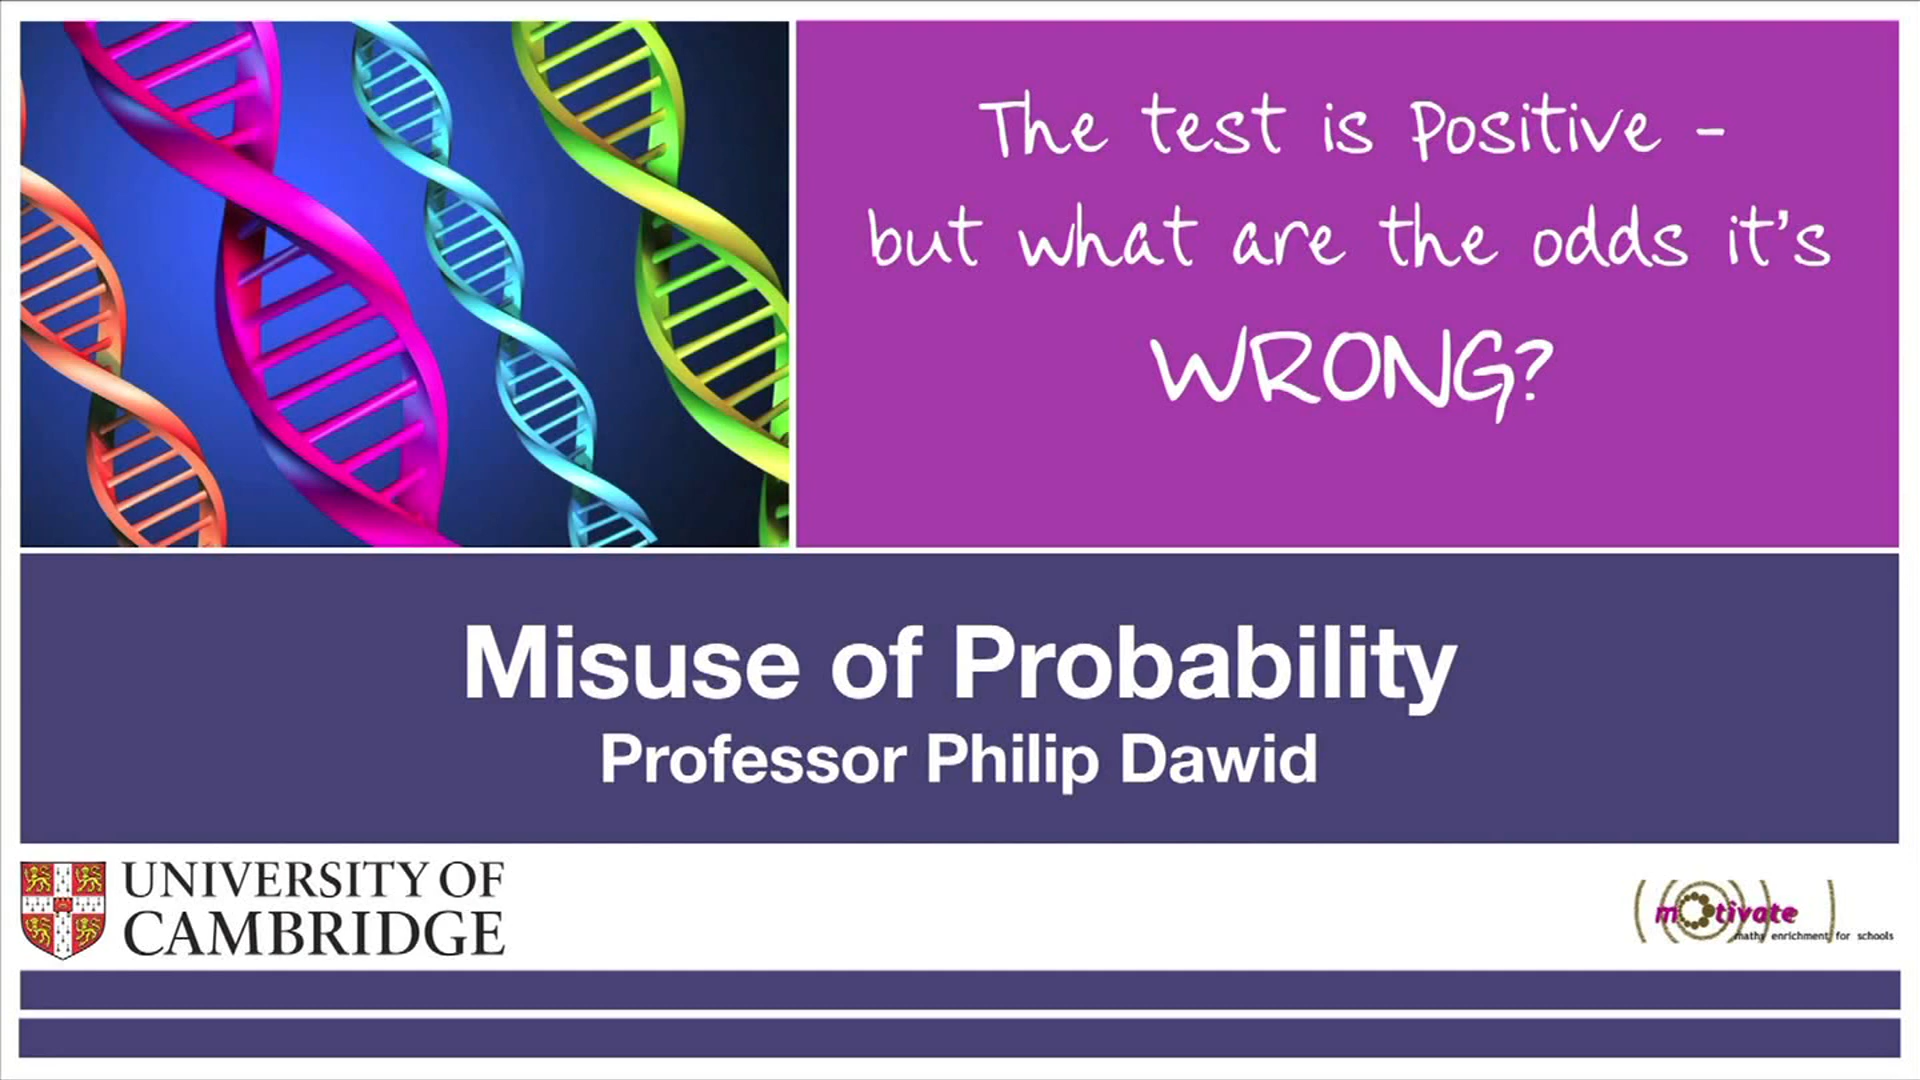 The test is Positive -
but what are the odds it's
WRONG?
Misuse of Probability
Professor Philip Dawid
UNIVERSITY OF
CAMBRIDGE
motivate
maths enrichment for schools